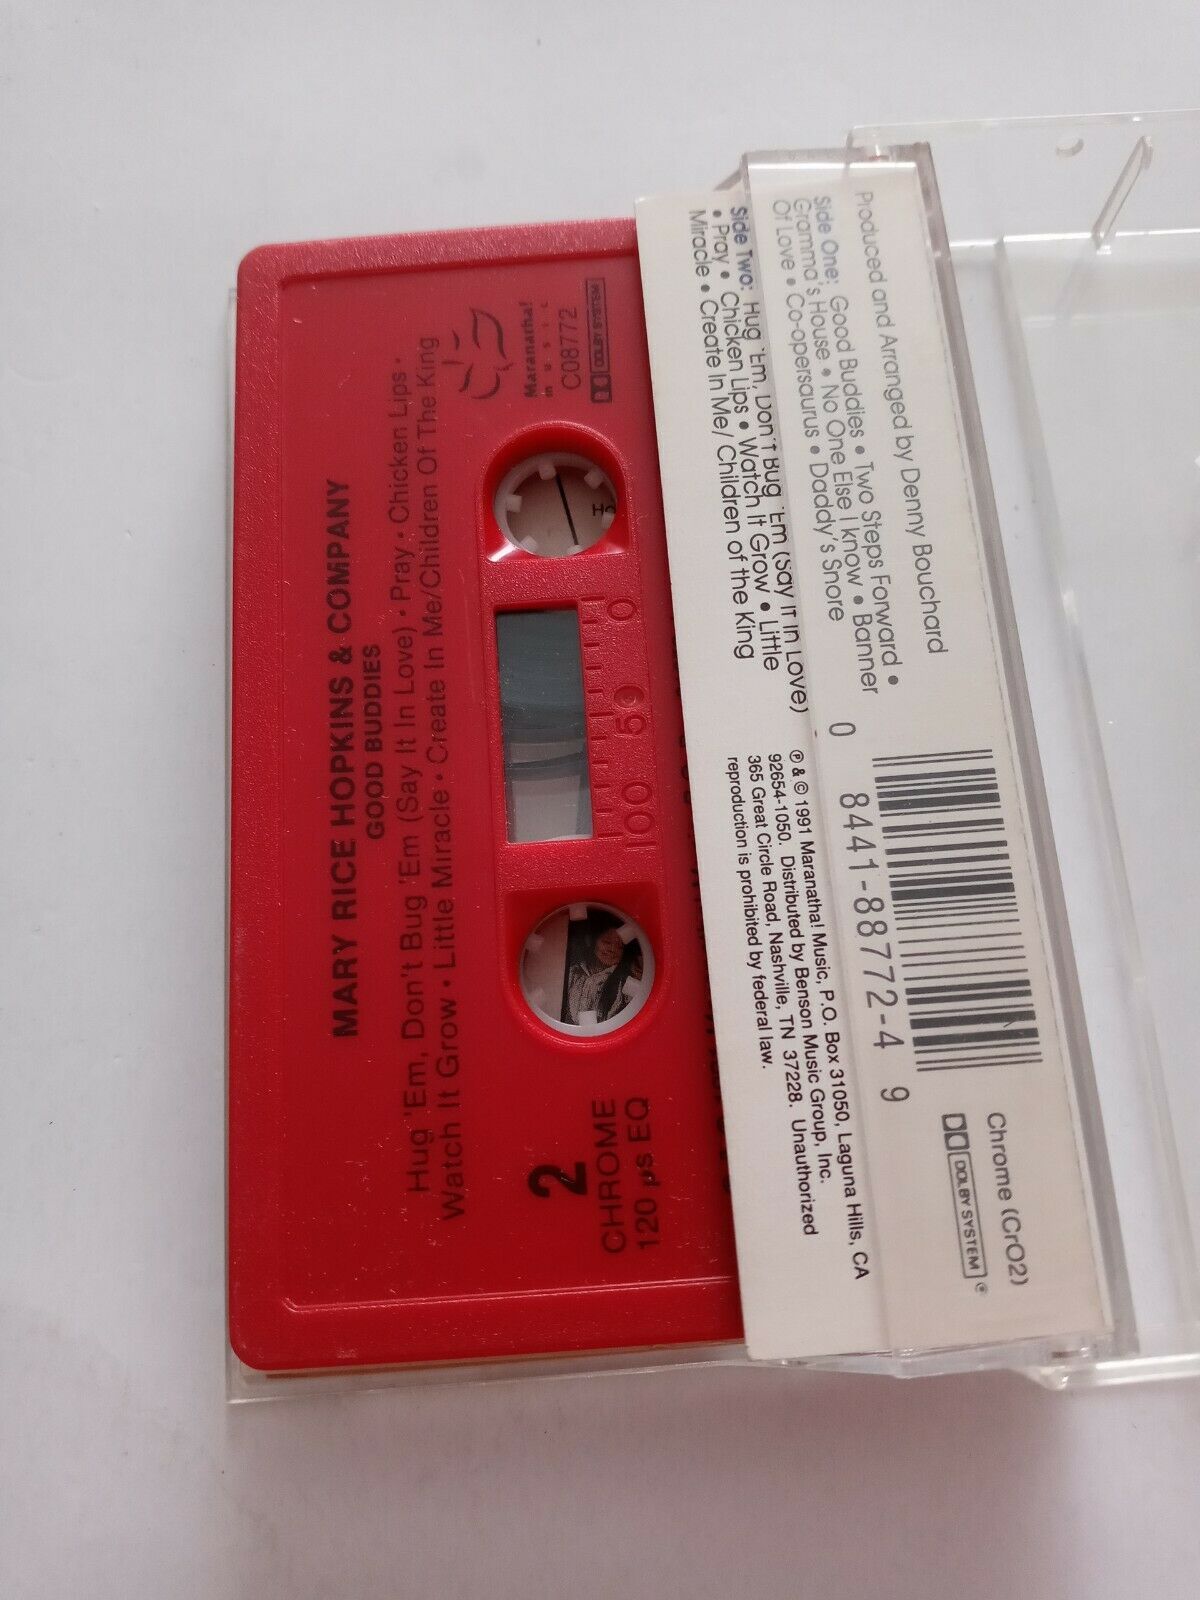 Produced and Arranged by Denny Bouchard
Side One: Good Buddies • Two Steps Forward •
Gramma's House • No One Else I know • Banner
Of Love • Co-opersaurus • Daddy's Snore
Side Two: Hug 'Em, Don't Bug 'Em (Say It In Love)
• Pray • Chicken Lips • Watch It Grow • Little
Miracle • Create In Me/ Children of the King
0 8441-88772-4 9
Ⓟ & © 1991 Maranatha! Music, P.O. Box 31050, Laguna Hills, CA
92654-1050. Distributed by Benson Music Group, Inc.
365 Great Circle Road, Nashville, TN 37228. Unauthorized
reproduction is prohibited by federal law.
Chrome (CrO2)
DOLBY SYSTEM ®
DOLBY SYSTEM
C08772
Maranatha!
MUSIC
MARY RICE HOPKINS & COMPANY
GOOD BUDDIES
Hug 'Em, Don't Bug 'Em (Say It In Love) • Pray • Chicken Lips •
Watch It Grow • Little Miracle • Create In Me/Children Of The King
0 50 100
2
CHROME
120 µs EQ